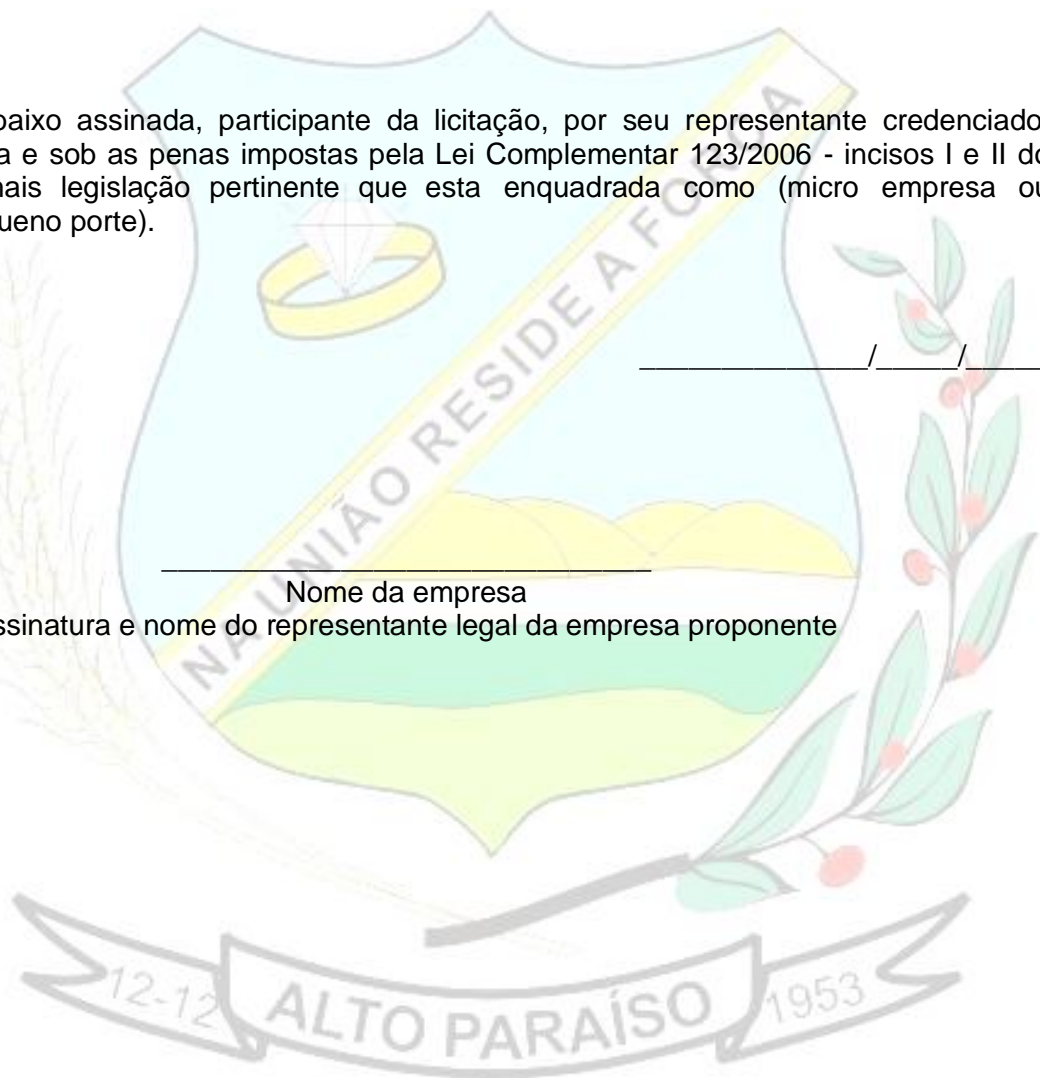 baixo assinada, participante da licitação, por seu representante credenciado
a e sob as penas impostas pela Lei Complementar 123/2006 - incisos I e II do
nais legislação pertinente que esta enquadrada como (micro empresa ou
ueno porte).
______________/_____/_____
______________________________
Nome da empresa
ssinatura e nome do representante legal da empresa proponente
NA UNIÃO RESIDE A FORÇA
12-12 ALTO PARAÍSO 1953